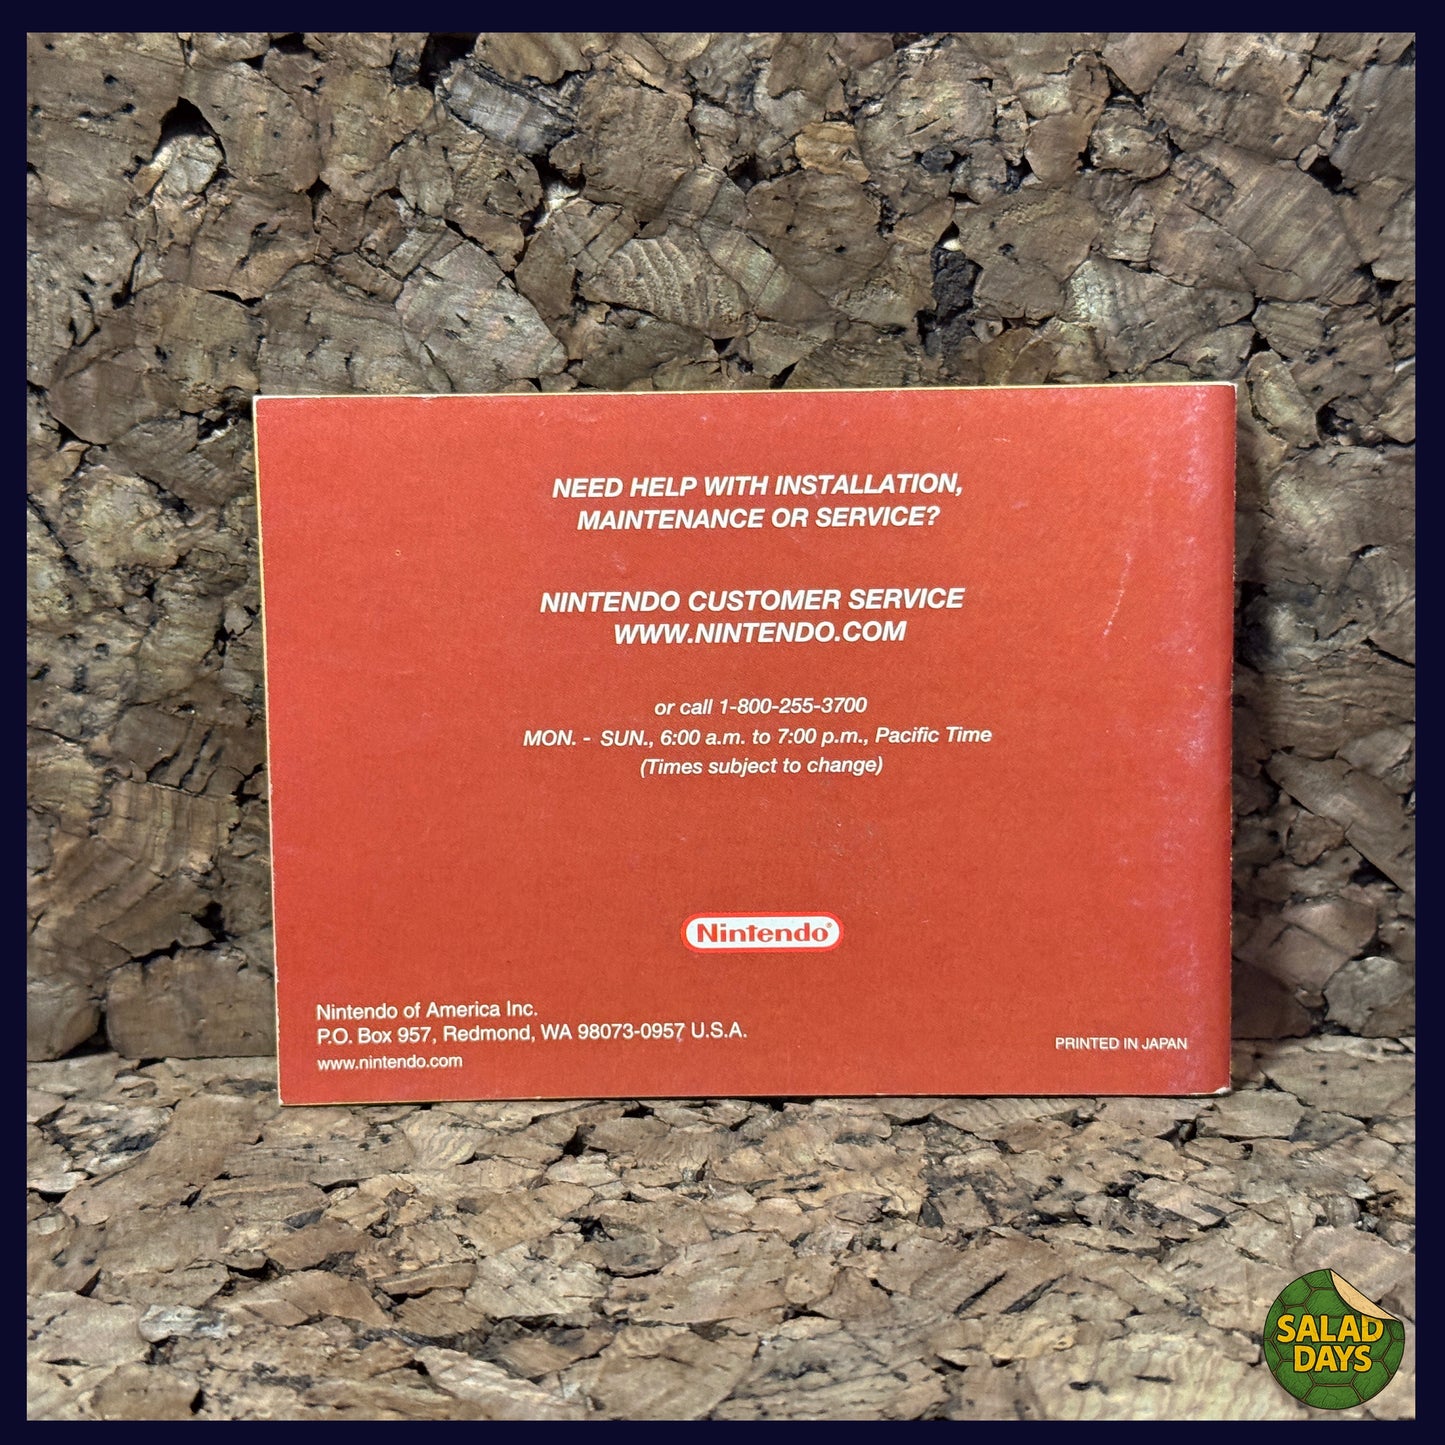 NEED HELP WITH INSTALLATION,
MAINTENANCE OR SERVICE?
NINTENDO CUSTOMER SERVICE
WWW.NINTENDO.COM
or call 1-800-255-3700
MON. - SUN., 6:00 a.m. to 7:00 p.m., Pacific Time
(Times subject to change)
Nintendo®
Nintendo of America Inc.
P.O. Box 957, Redmond, WA 98073-0957 U.S.A.
www.nintendo.com
PRINTED IN JAPAN
SALAD
DAYS